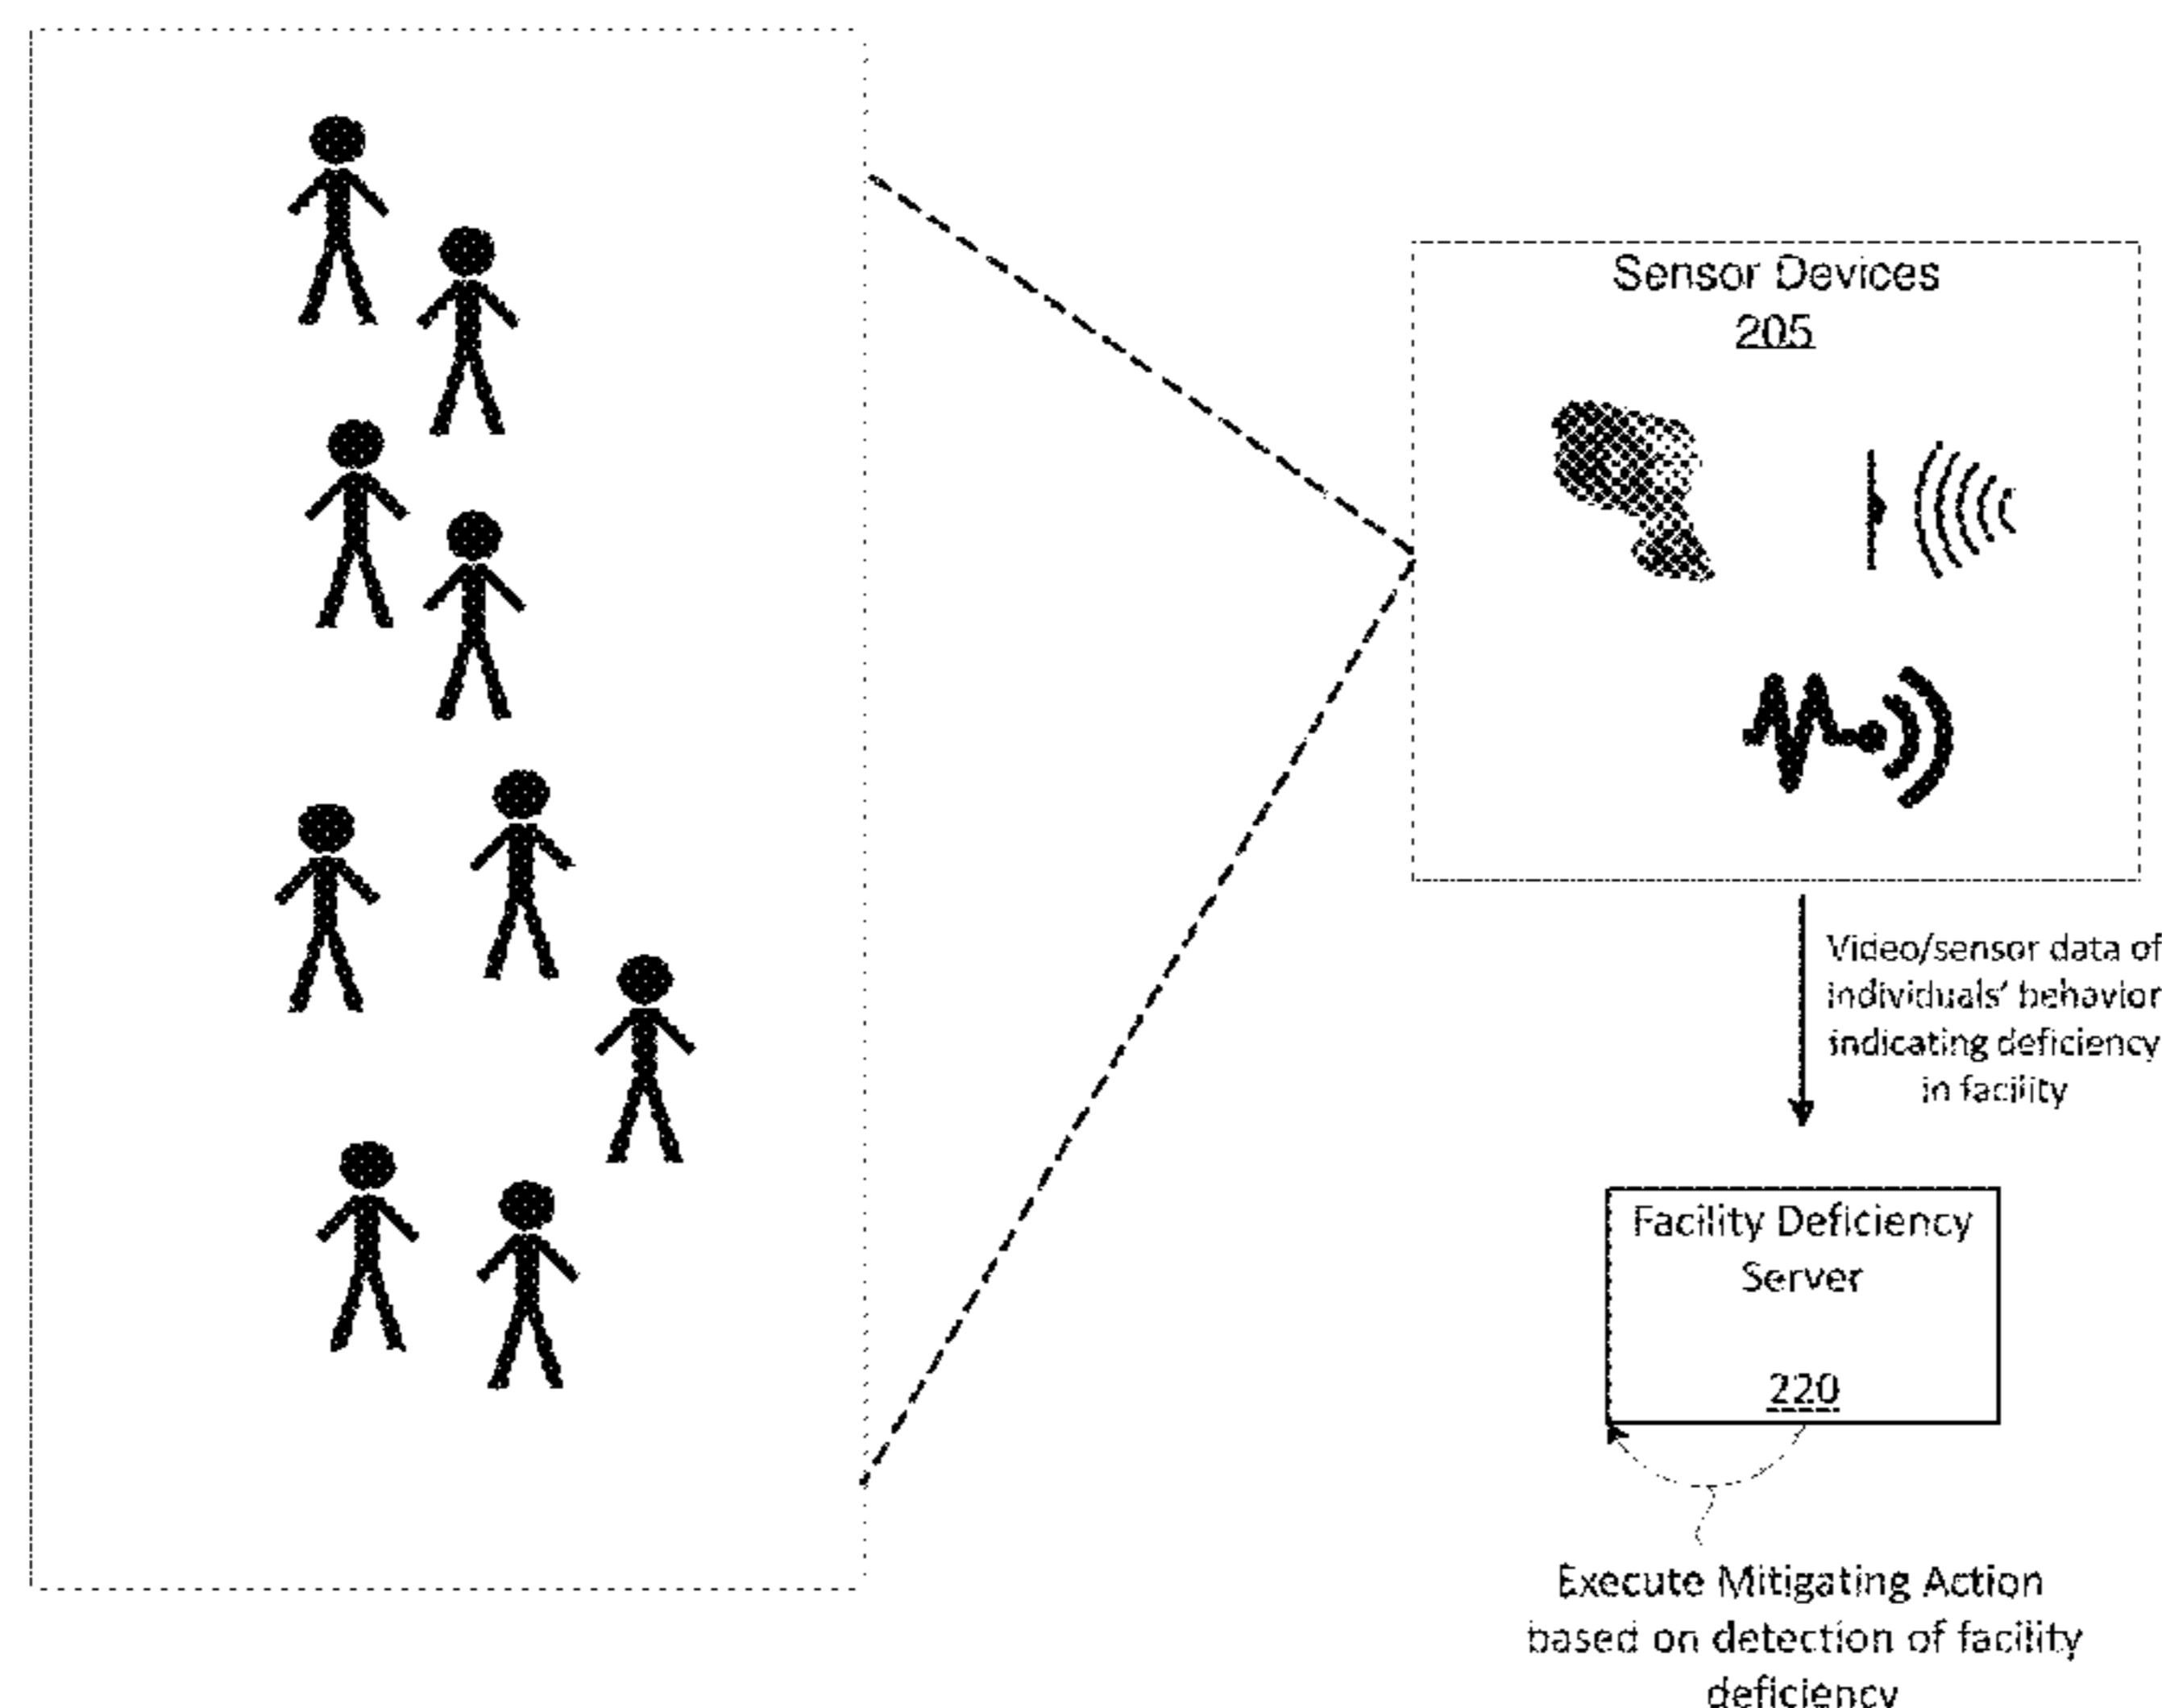 Sensor Devices
205
Video/sensor data of
individuals' behavior
indicating deficiency
in facility
Facility Deficiency
Server
220
Execute Mitigating Action
based on detection of facility
deficiency